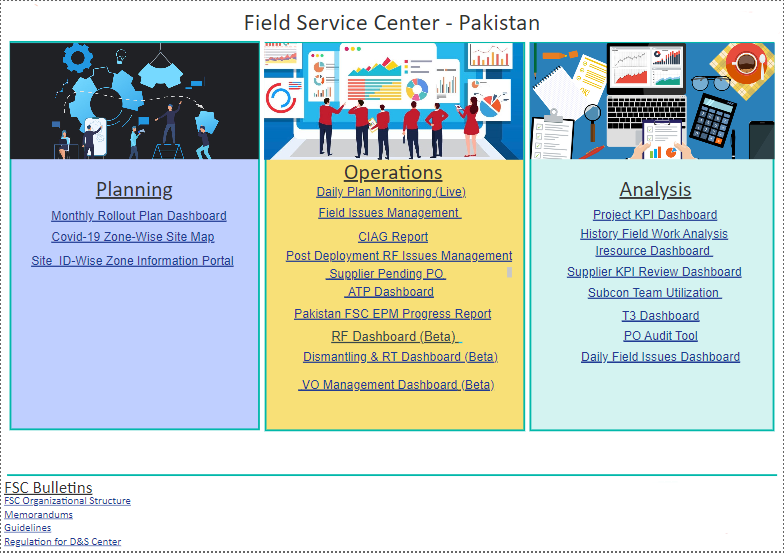 Field Service Center - Pakistan
Planning
Monthly Rollout Plan Dashboard
Covid-19 Zone-Wise Site Map
Site_ID-Wise Zone Information Portal
Operations
Daily Plan Monitoring (Live)
Field Issues Management
CIAG Report
Post Deployment RF Issues Management
Supplier Pending PO
ATP Dashboard
Pakistan FSC EPM Progress Report
RF Dashboard (Beta)
Dismantling & RT Dashboard (Beta)
VO Management Dashboard (Beta)
Analysis
Project KPI Dashboard
History Field Work Analysis
Iresource Dashboard
Supplier KPI Review Dashboard
Subcon Team Utilization
T3 Dashboard
PO Audit Tool
Daily Field Issues Dashboard
FSC Bulletins
FSC Organizational Structure
Memorandums
Guidelines
Regulation for D&S Center